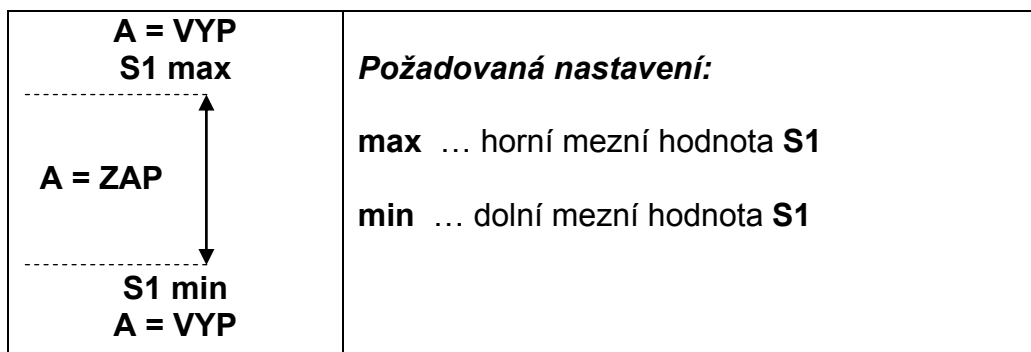 A = VYP
S1 max
A = ZAP
S1 min
A = VYP
Požadovaná nastavení:
max … horní mezní hodnota S1
min … dolní mezní hodnota S1